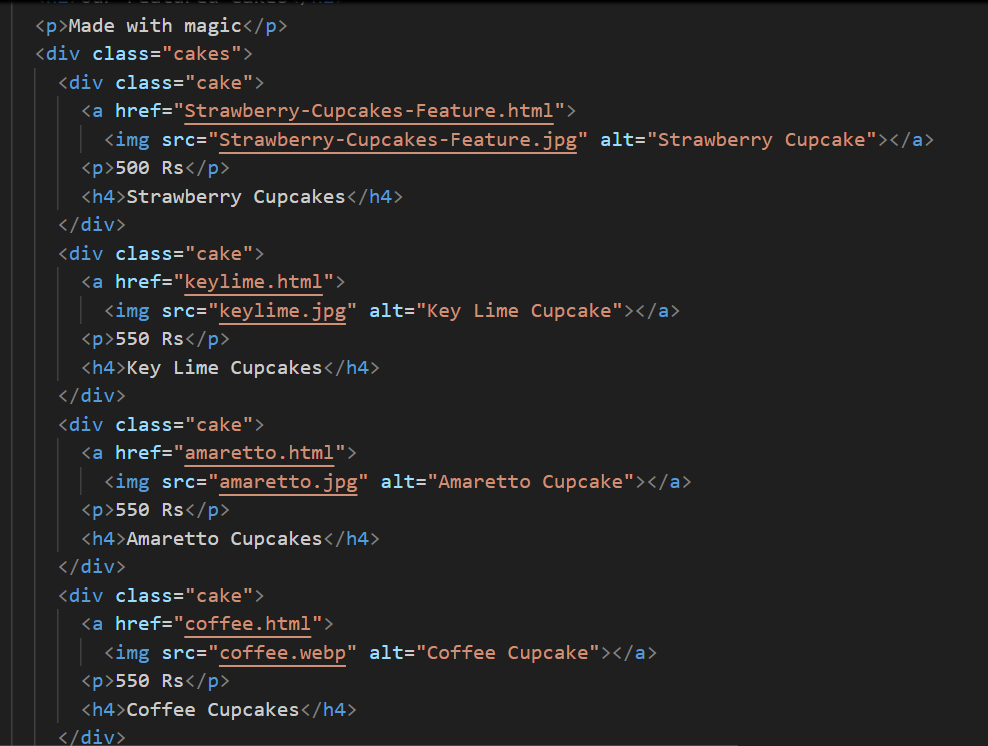 <p>Made with magic</p>
<div class="cakes">
<div class="cake">
<a href="Strawberry-Cupcakes-Feature.html">
<img src="Strawberry-Cupcakes-Feature.jpg" alt="Strawberry Cupcake"></a>
<p>500 Rs</p>
<h4>Strawberry Cupcakes</h4>
</div>
<div class="cake">
<a href="keylime.html">
<img src="keylime.jpg" alt="Key Lime Cupcake"></a>
<p>550 Rs</p>
<h4>Key Lime Cupcakes</h4>
</div>
<div class="cake">
<a href="amaretto.html">
<img src="amaretto.jpg" alt="Amaretto Cupcake"></a>
<p>550 Rs</p>
<h4>Amaretto Cupcakes</h4>
</div>
<div class="cake">
<a href="coffee.html">
<img src="coffee.webp" alt="Coffee Cupcake"></a>
<p>550 Rs</p>
<h4>Coffee Cupcakes</h4>
</div>